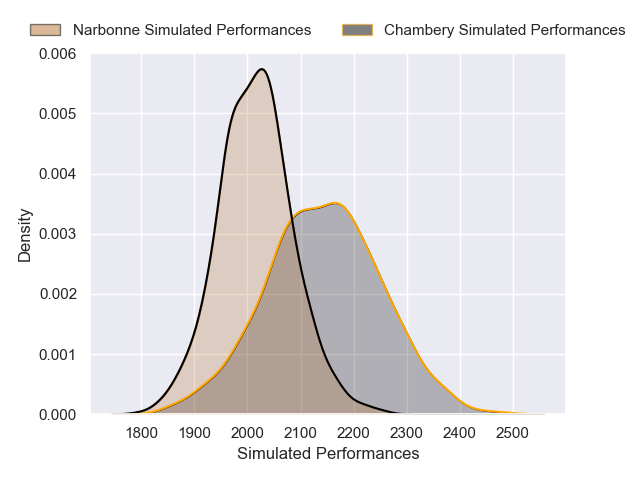 Narbonne Simulated Performances Chambery Simulated Performances
0.006
0.005
0.004
0.003
0.002
0.001
0.000
Density
1800 1900 2000 2100 2200 2300 2400 2500
Simulated Performances